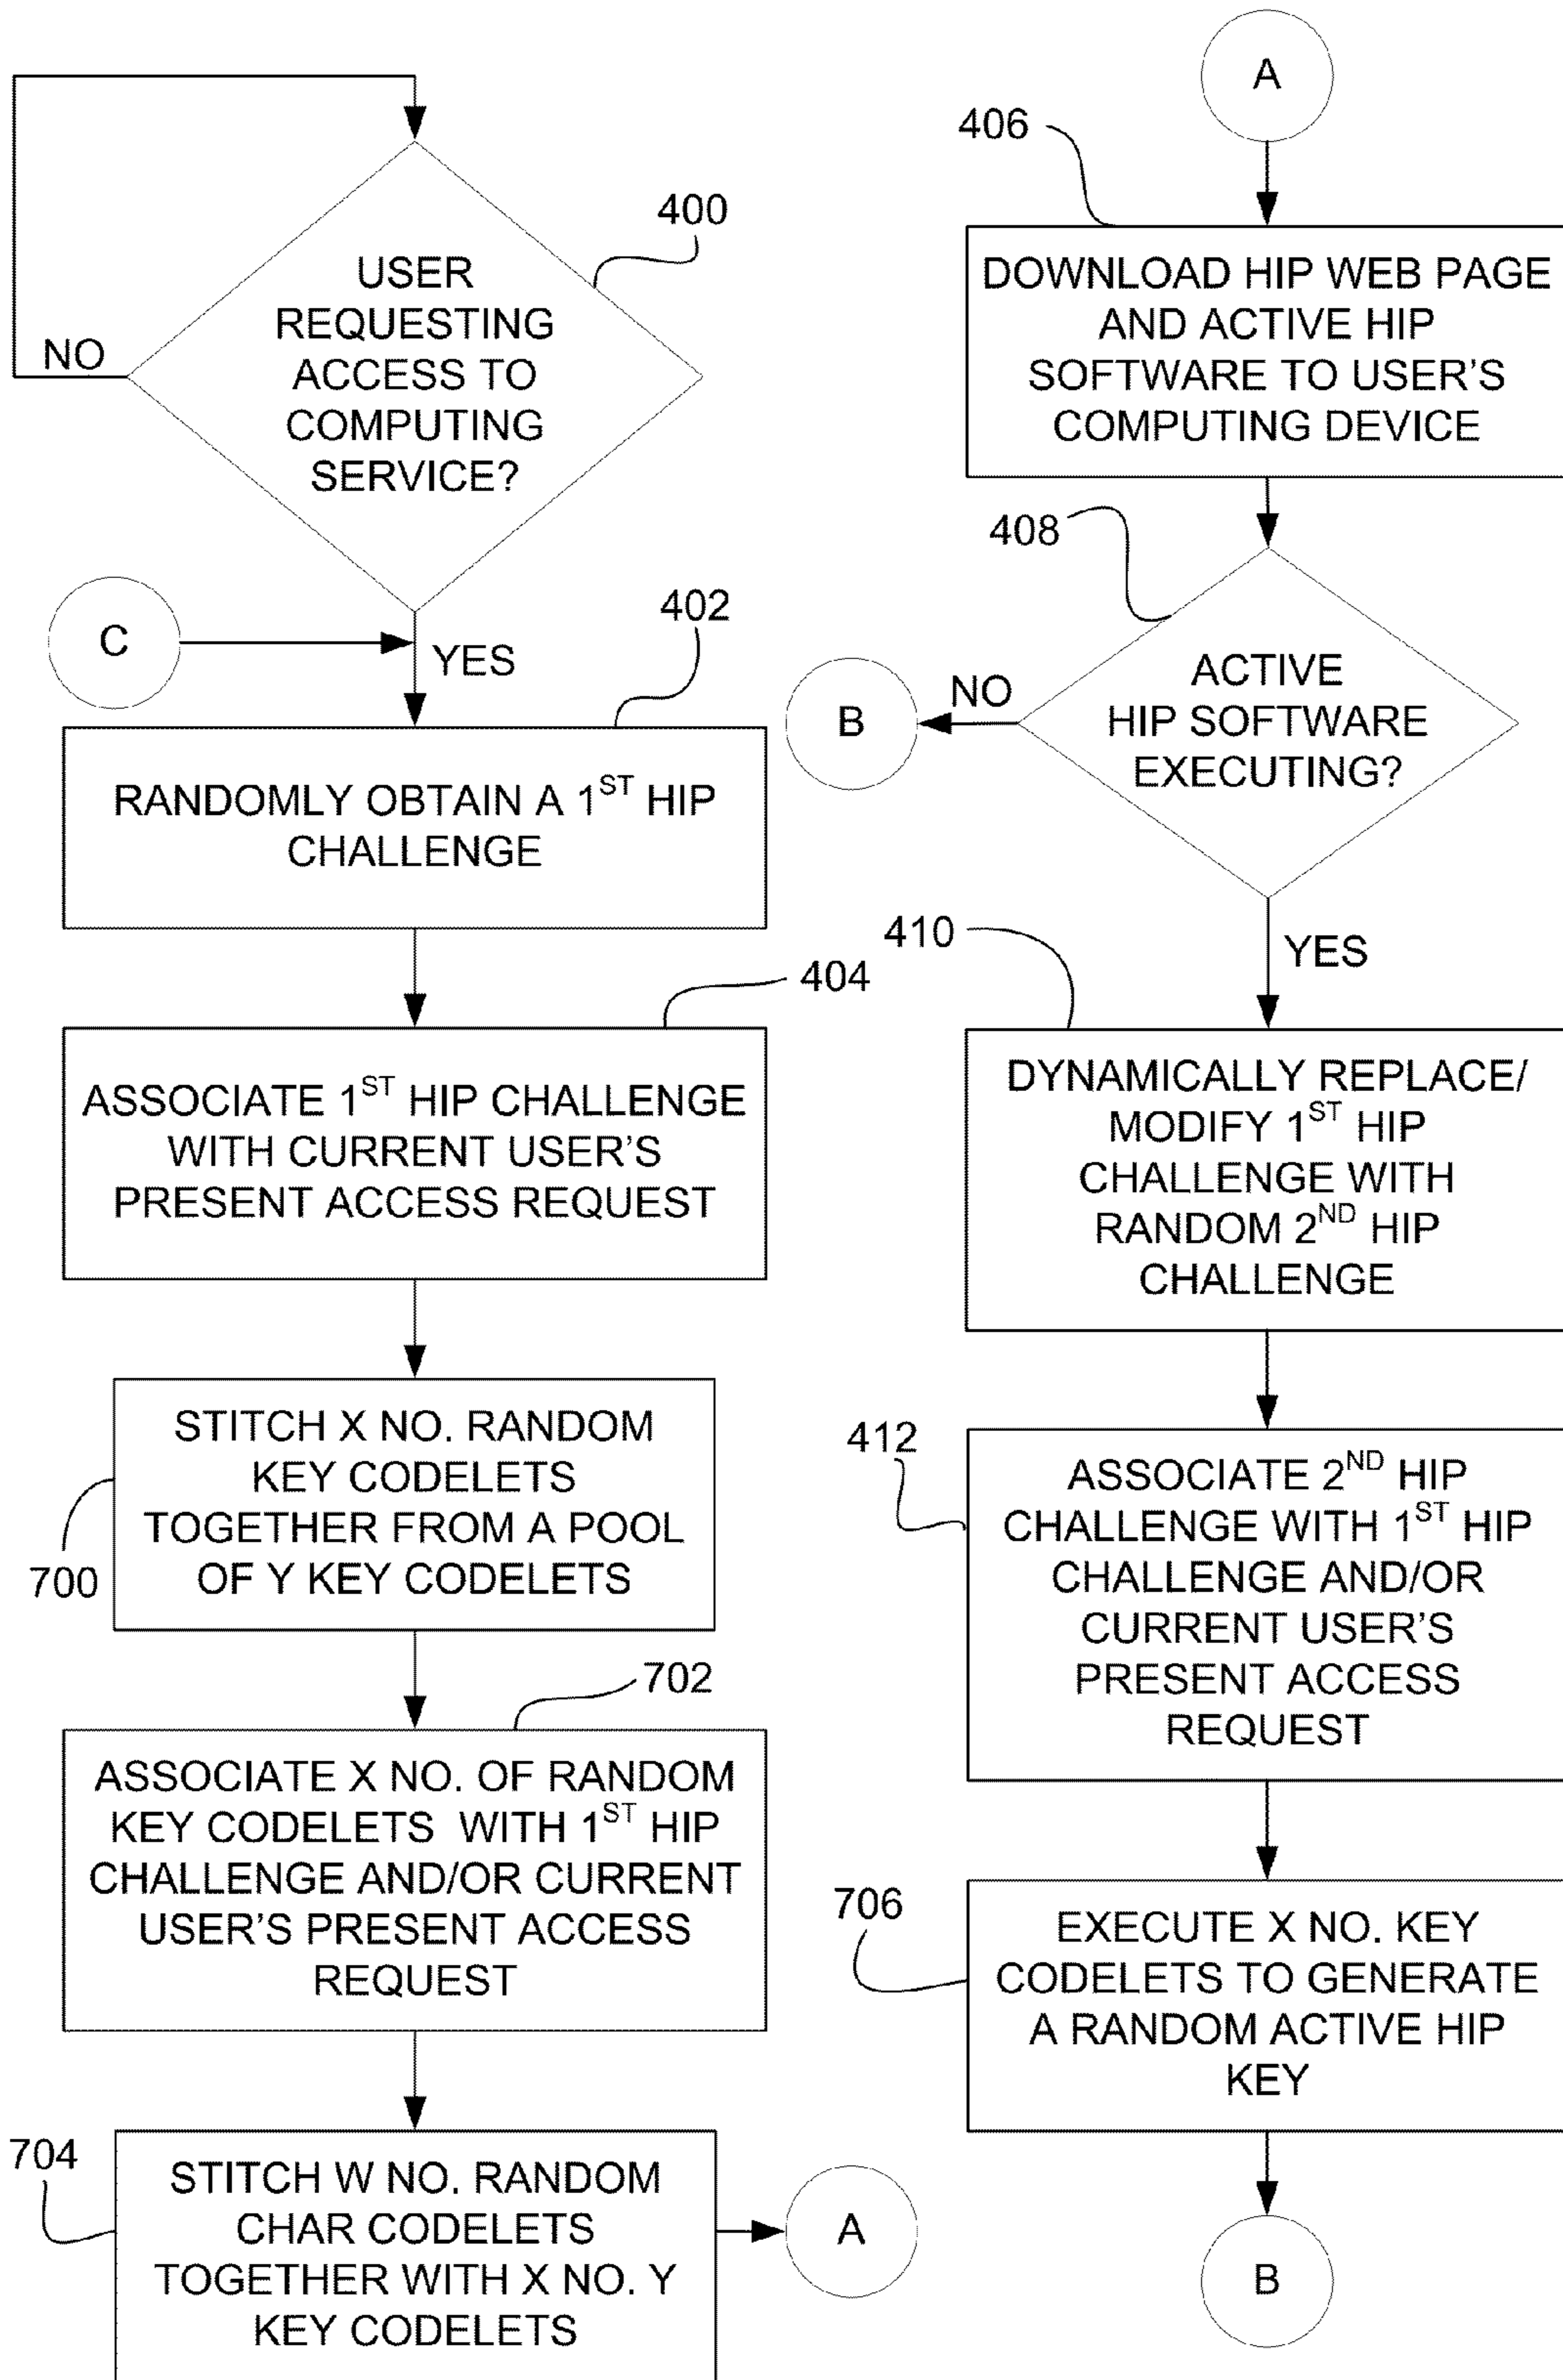 400
USER
REQUESTING
ACCESS TO
COMPUTING
SERVICE?
NO
C
YES
402
RANDOMLY OBTAIN A 1ST HIP
CHALLENGE
404
ASSOCIATE 1ST HIP CHALLENGE
WITH CURRENT USER'S
PRESENT ACCESS REQUEST
STITCH X NO. RANDOM
KEY CODELETS
TOGETHER FROM A POOL
OF Y KEY CODELETS
700
702
ASSOCIATE X NO. OF RANDOM
KEY CODELETS WITH 1ST HIP
CHALLENGE AND/OR CURRENT
USER'S PRESENT ACCESS
REQUEST
704
STITCH W NO. RANDOM
CHAR CODELETS
TOGETHER WITH X NO. Y
KEY CODELETS
A
A
406
DOWNLOAD HIP WEB PAGE
AND ACTIVE HIP
SOFTWARE TO USER'S
COMPUTING DEVICE
408
ACTIVE
HIP SOFTWARE
EXECUTING?
NO
B
YES
410
DYNAMICALLY REPLACE/
MODIFY 1ST HIP
CHALLENGE WITH
RANDOM 2ND HIP
CHALLENGE
412
ASSOCIATE 2ND HIP
CHALLENGE WITH 1ST HIP
CHALLENGE AND/OR
CURRENT USER'S
PRESENT ACCESS
REQUEST
706
EXECUTE X NO. KEY
CODELETS TO GENERATE
A RANDOM ACTIVE HIP
KEY
B